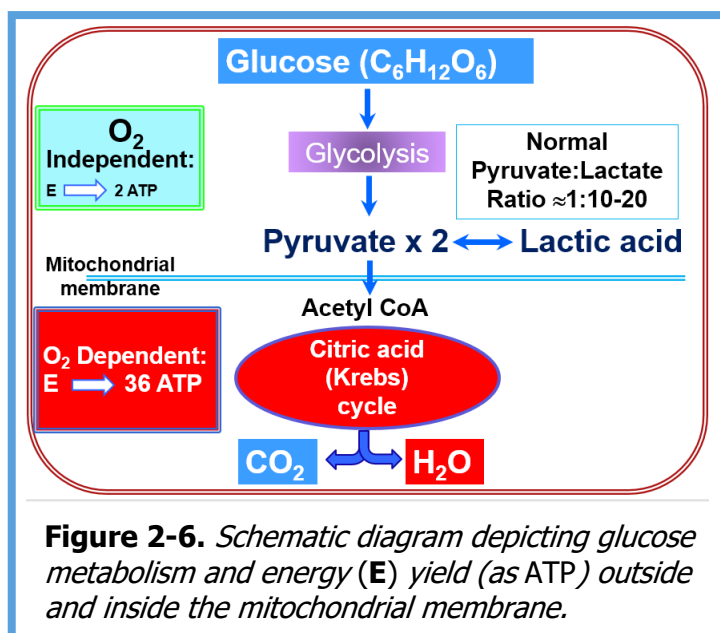 Glucose (C₆H₁₂O₆)
O₂
Independent:
E 2 ATP
Glycolysis
Normal
Pyruvate:Lactate
Ratio ≈1:10-20
Pyruvate x 2 Lactic acid
Mitochondrial
membrane
Acetyl CoA
O₂ Dependent:
E 36 ATP
Citric acid
(Krebs)
cycle
CO₂ H₂O
Figure 2-6. Schematic diagram depicting glucose
metabolism and energy (E) yield (as ATP) outside
and inside the mitochondrial membrane.